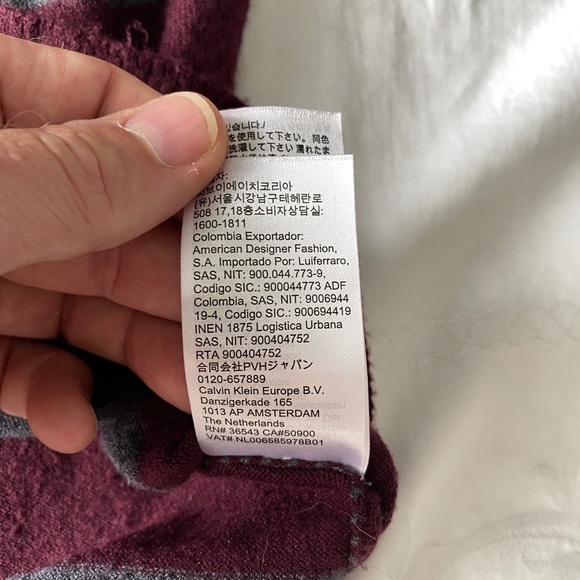 있습니다./
を使用して下さい。同色
洗濯して下さい 濡れたま
자:
브이에이치코리아
(유)서울시강남구테헤란로
508 17,18층소비자상담실:
1600-1811
Colombia Exportador:
American Designer Fashion,
S.A. Importado Por: Luiferraro,
SAS, NIT: 900.044.773-9,
Codigo SIC.: 900044773 ADF
Colombia, SAS, NIT: 9006944
19-4, Codigo SIC.: 900694419
INEN 1875 Logistica Urbana
SAS, NIT: 900404752
RTA 900404752
合同会社PVHジャパン
0120-657889
Calvin Klein Europe B.V.
Danzigerkade 165
1013 AP AMSTERDAM
The Netherlands
RN# 36543 CA#50900
VAT# NL006585978B01